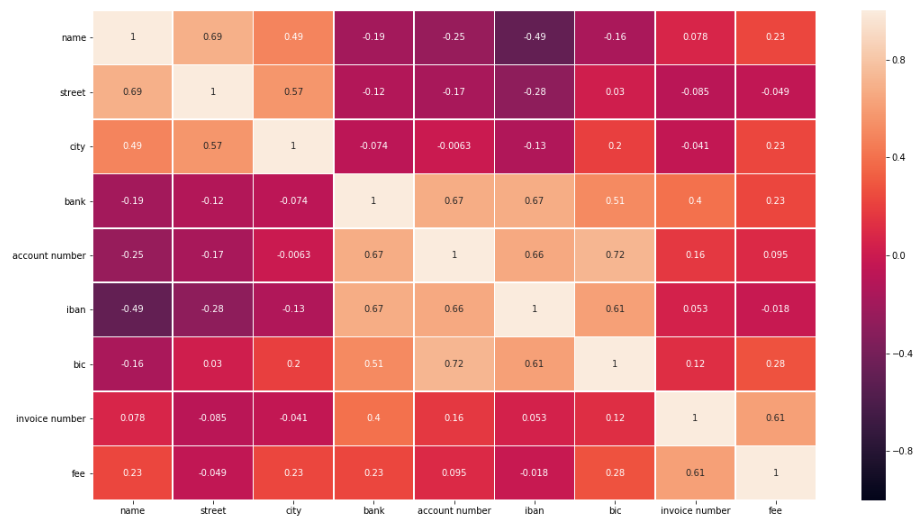 name 1 0.69 0.49 -0.19 -0.25 -0.49 -0.16 0.078 0.23
street 0.69 1 0.57 -0.12 -0.17 -0.28 0.03 -0.085 -0.049
city 0.49 0.57 1 -0.074 -0.0063 -0.13 0.2 -0.041 0.23
bank -0.19 -0.12 -0.074 1 0.67 0.67 0.51 0.4 0.23
account number -0.25 -0.17 -0.0063 0.67 1 0.66 0.72 0.16 0.095
iban -0.49 -0.28 -0.13 0.67 0.66 1 0.61 0.053 -0.018
bic -0.16 0.03 0.2 0.51 0.72 0.61 1 0.12 0.28
invoice number 0.078 -0.085 -0.041 0.4 0.16 0.053 0.12 1 0.61
fee 0.23 -0.049 0.23 0.23 0.095 -0.018 0.28 0.61 1
name street city bank account number iban bic invoice number fee
0.8
0.4
0.0
−0.4
−0.8